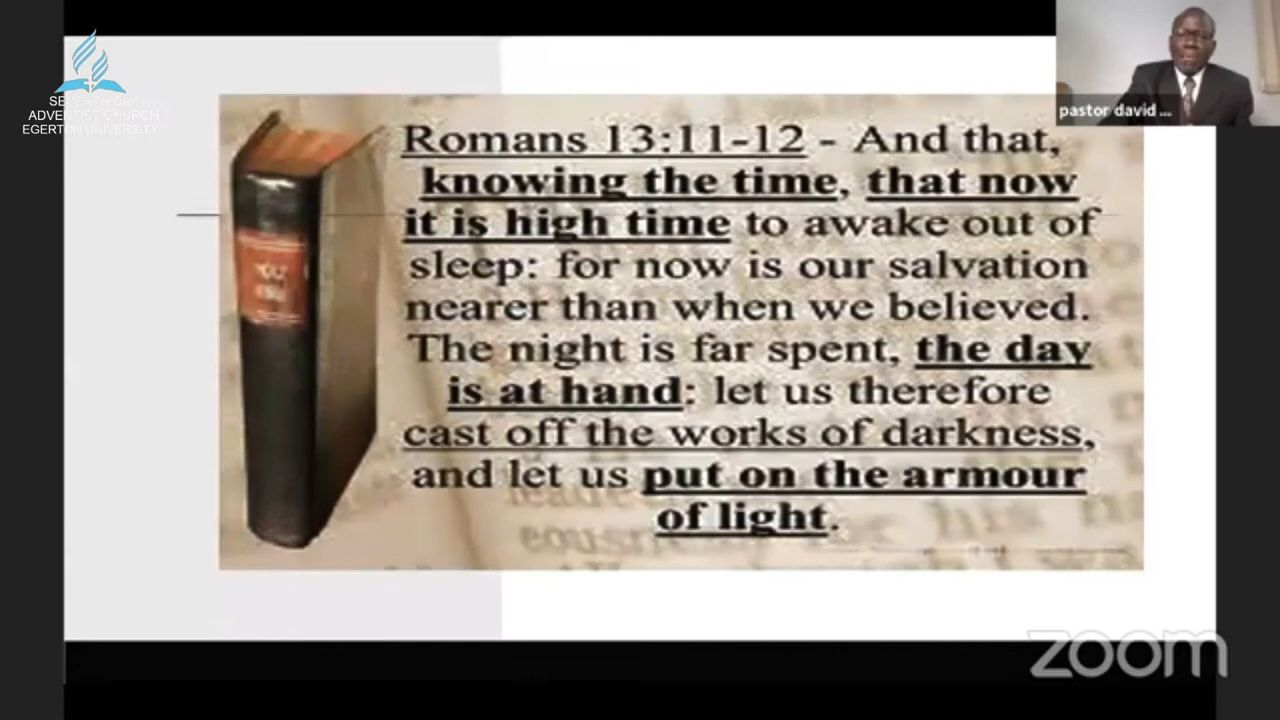 SEVENTH DAY
ADVENTIST CHURCH
EGERTON UNIVERSITY
pastor david ...
Romans 13:11-12 - And that,
knowing the time, that now
it is high time to awake out of
sleep: for now is our salvation
nearer than when we believed.
The night is far spent, the day
is at hand: let us therefore
cast off the works of darkness,
and let us put on the armour
of light.
zoom